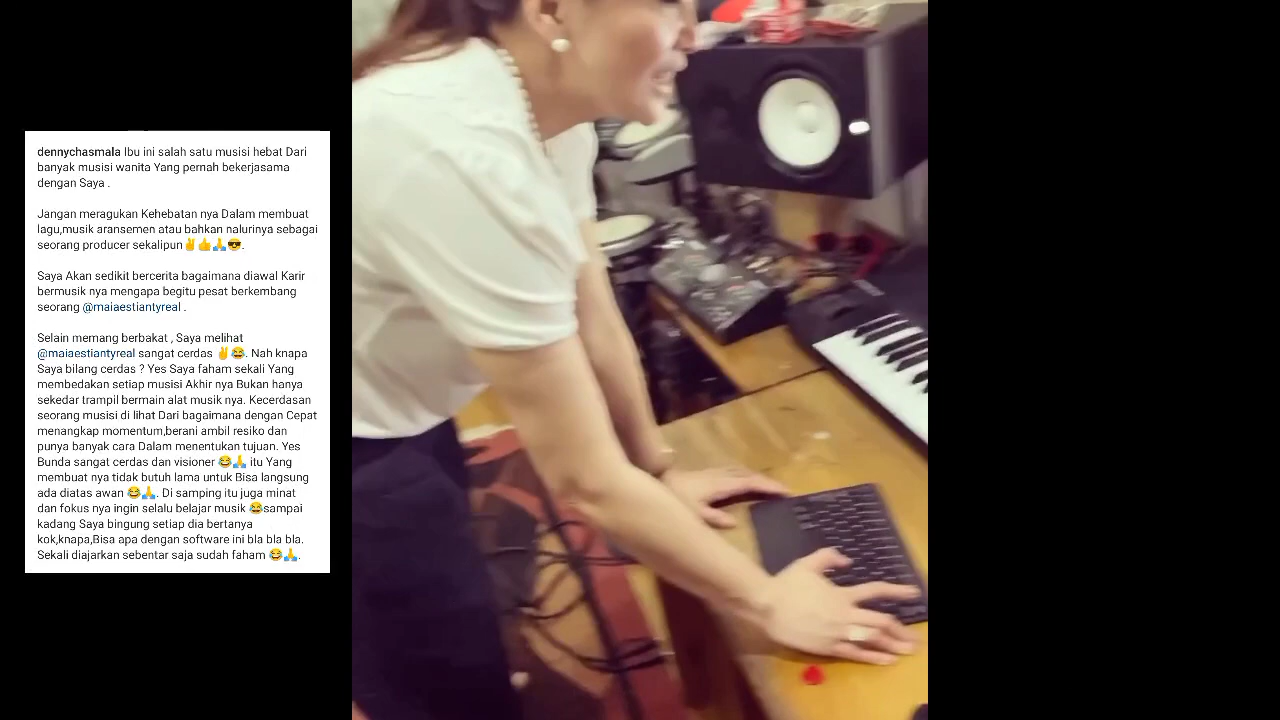 dennychasmala Ibu ini salah satu musisi hebat Dari
banyak musisi wanita Yang pernah bekerjasama
dengan Saya .
Jangan meragukan Kehebatan nya Dalam membuat
lagu,musik aransemen atau bahkan nalurinya sebagai
seorang producer sekalipun✌👍🙏😎.
Saya Akan sedikit bercerita bagaimana diawal Karir
bermusik nya mengapa begitu pesat berkembang
seorang @maiaestiantyreal .
Selain memang berbakat , Saya melihat
@maiaestiantyreal sangat cerdas ✌😂. Nah knapa
Saya bilang cerdas ? Yes Saya faham sekali Yang
membedakan setiap musisi Akhir nya Bukan hanya
sekedar trampil bermain alat musik nya. Kecerdasan
seorang musisi di lihat Dari bagaimana dengan Cepat
menangkap momentum,berani ambil resiko dan
punya banyak cara Dalam menentukan tujuan. Yes
Bunda sangat cerdas dan visioner 😂🙏 itu Yang
membuat nya tidak butuh lama untuk Bisa langsung
ada diatas awan 😂🙏. Di samping itu juga minat
dan fokus nya ingin selalu belajar musik 😂sampai
kadang Saya bingung setiap dia bertanya
kok,knapa,Bisa apa dengan software ini bla bla bla.
Sekali diajarkan sebentar saja sudah faham 😂🙏.